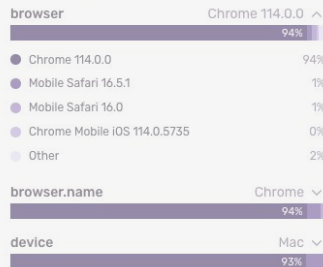 browser Chrome 114.0.0
94%
Chrome 114.0.0 94%
Mobile Safari 16.5.1 1%
Mobile Safari 16.0 1%
Chrome Mobile iOS 114.0.5735 0%
Other 2%
browser.name Chrome
94%
device Mac
93%